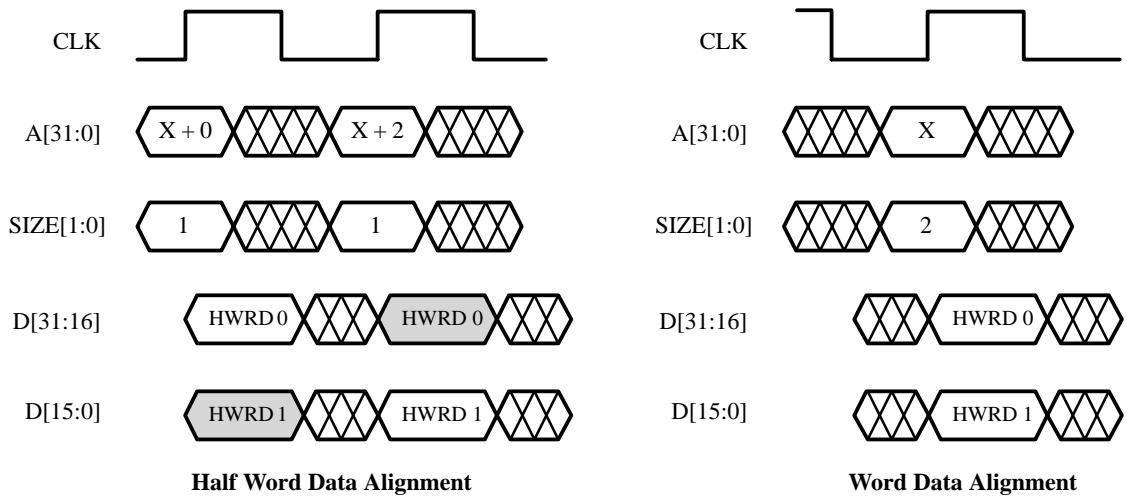 CLK
CLK
A[31:0] X + 0 X + 2
A[31:0] X
SIZE[1:0] 1 1
SIZE[1:0] 2
D[31:16] HWRD 0 HWRD 0
D[31:16] HWRD 0
D[15:0] HWRD 1 HWRD 1
D[15:0] HWRD 1
Half Word Data Alignment
Word Data Alignment